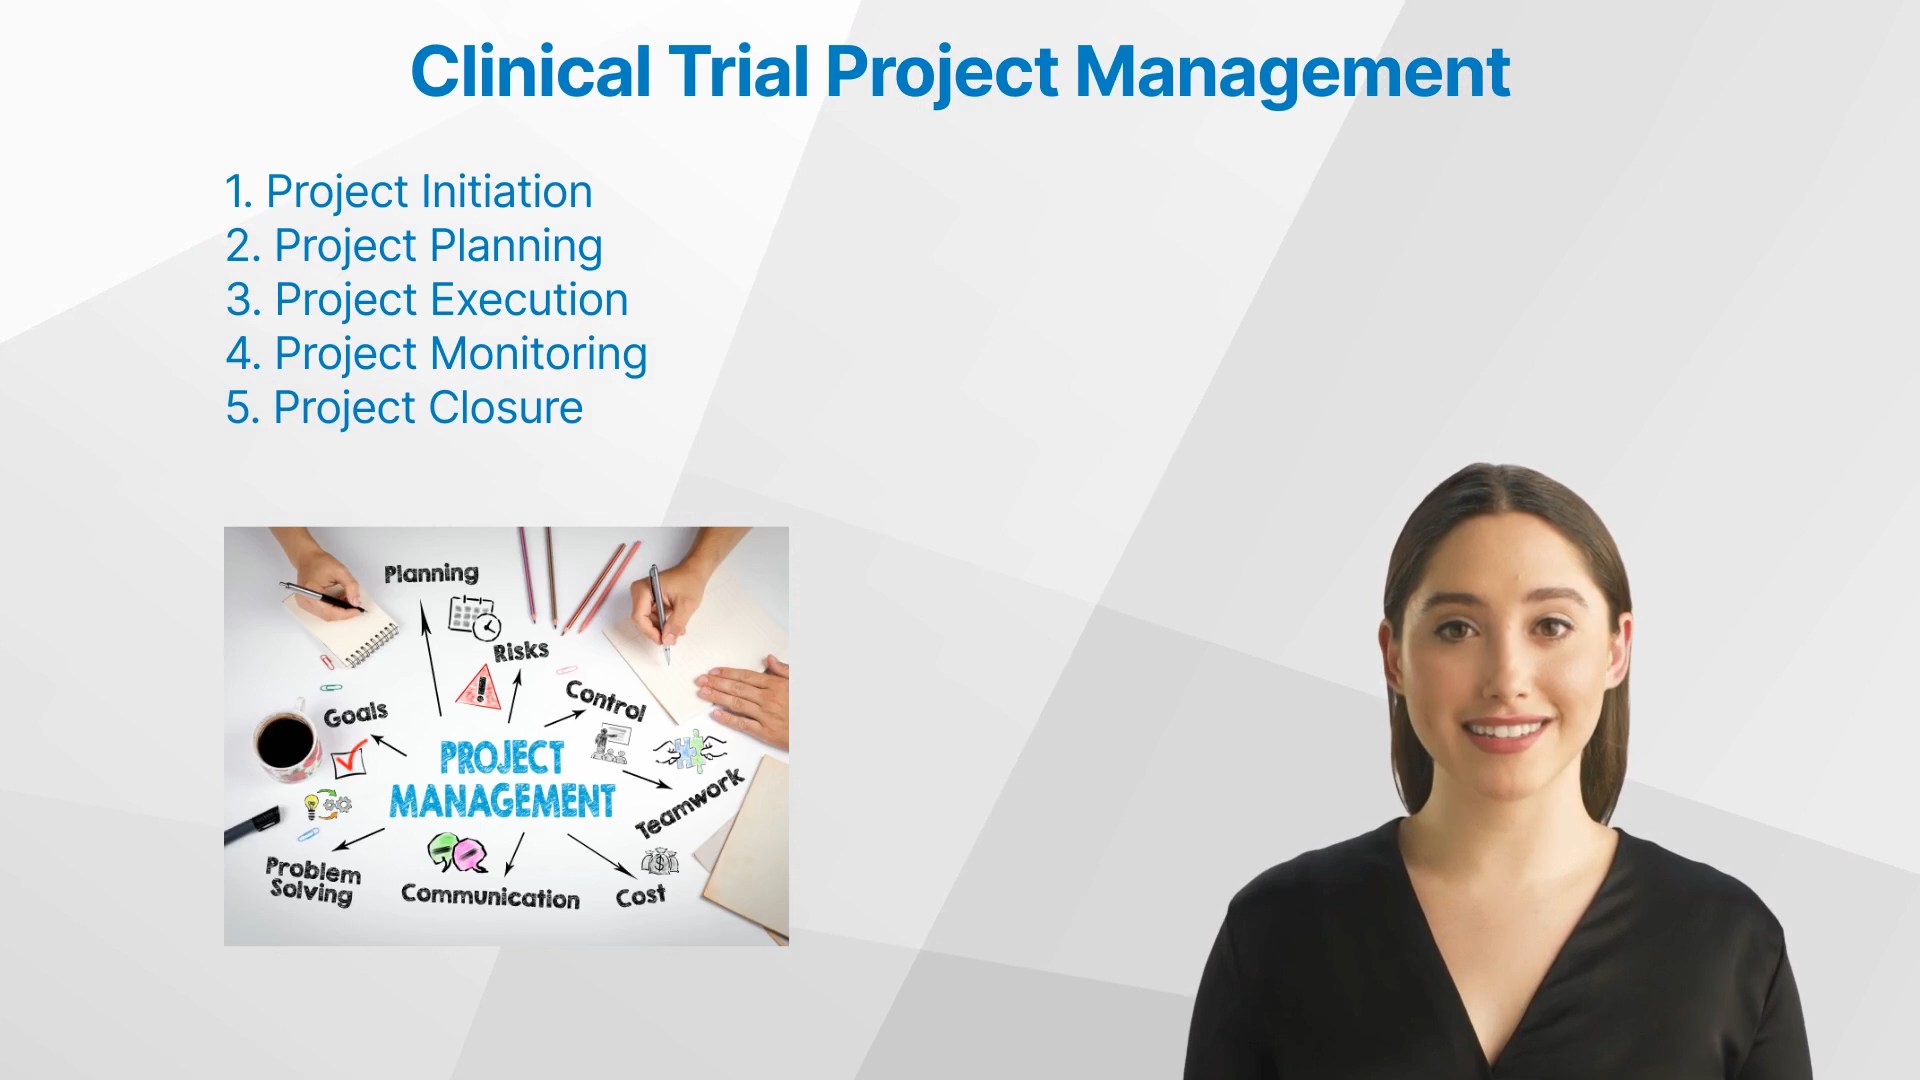 Clinical Trial Project Management
1. Project Initiation
2. Project Planning
3. Project Execution
4. Project Monitoring
5. Project Closure
Planning
Risks
Control
Goals
PROJECT
MANAGEMENT
Teamwork
Problem
Solving
Communication
Cost